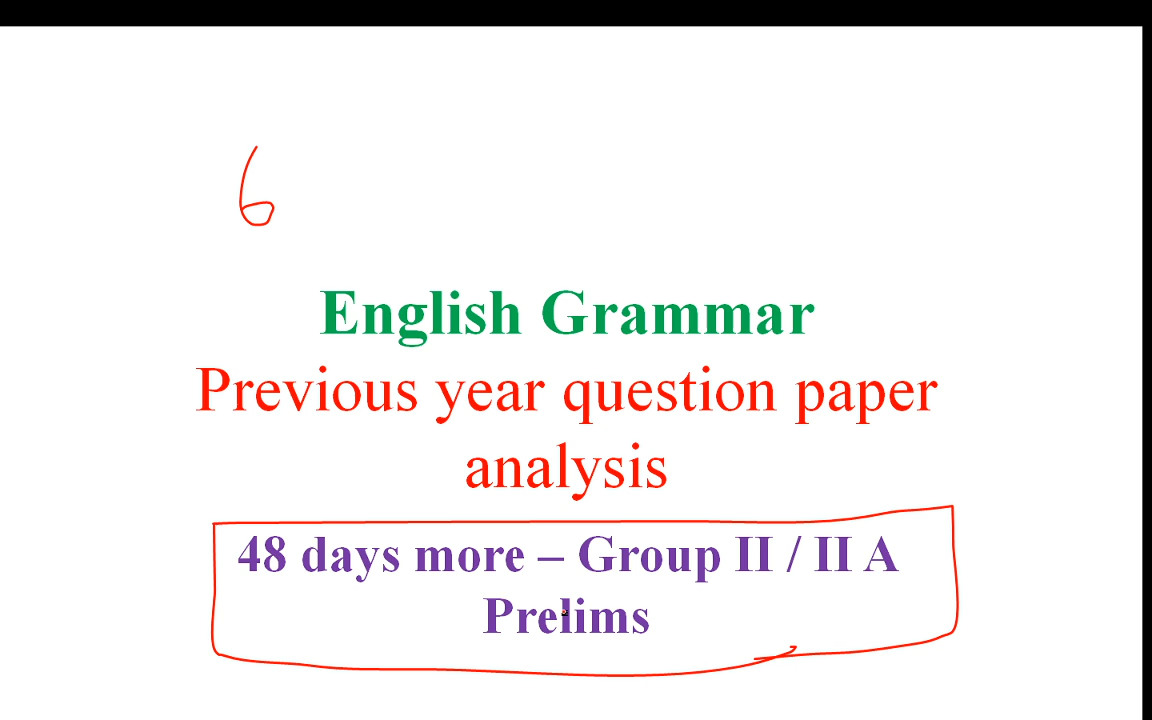 6
English Grammar
Previous year question paper
analysis
48 days more – Group II / II A
Prelims